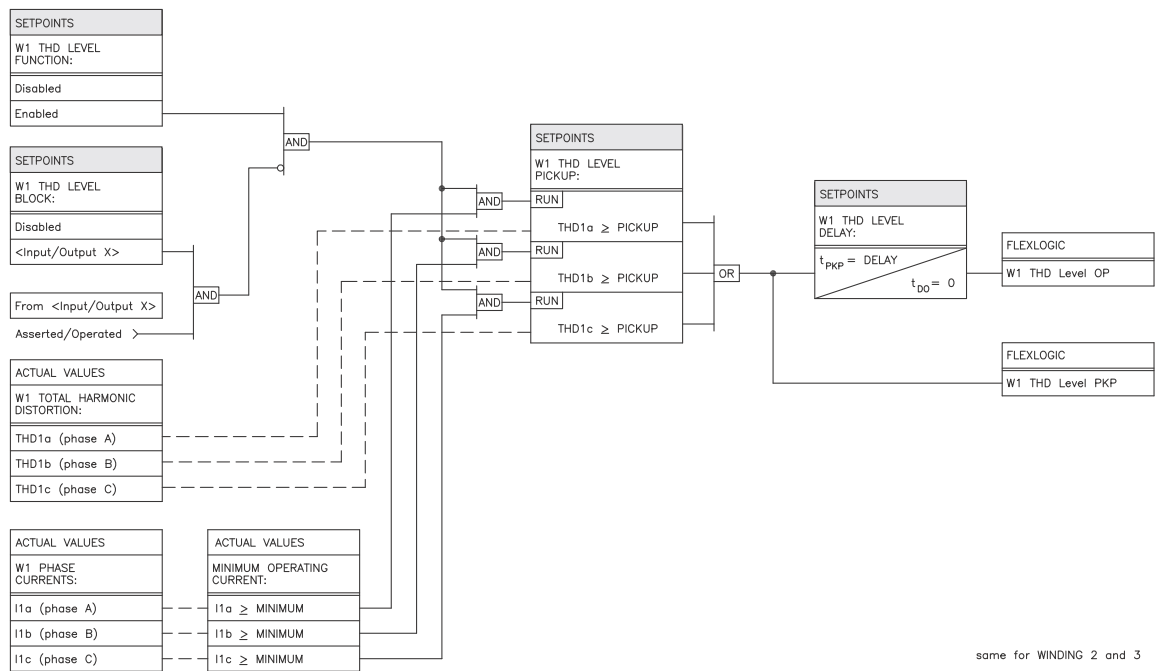 SETPOINTS
W1 THD LEVEL
FUNCTION:
Disabled
Enabled
AND
SETPOINTS
W1 THD LEVEL
BLOCK:
Disabled
<Input/Output X>
AND
From <Input/Output X>
Asserted/Operated
ACTUAL VALUES
W1 TOTAL HARMONIC
DISTORTION:
THD1a (phase A)
THD1b (phase B)
THD1c (phase C)
ACTUAL VALUES
W1 PHASE
CURRENTS:
I1a (phase A)
I1b (phase B)
I1c (phase C)
ACTUAL VALUES
MINIMUM OPERATING
CURRENT:
I1a ≥ MINIMUM
I1b ≥ MINIMUM
I1c ≥ MINIMUM
AND
AND
AND
SETPOINTS
W1 THD LEVEL
PICKUP:
RUN
THD1a ≥ PICKUP
RUN
THD1b ≥ PICKUP
RUN
THD1c ≥ PICKUP
OR
SETPOINTS
W1 THD LEVEL
DELAY:
tPKP = DELAY
tDO = 0
FLEXLOGIC
W1 THD Level OP
FLEXLOGIC
W1 THD Level PKP
same for WINDING 2 and 3